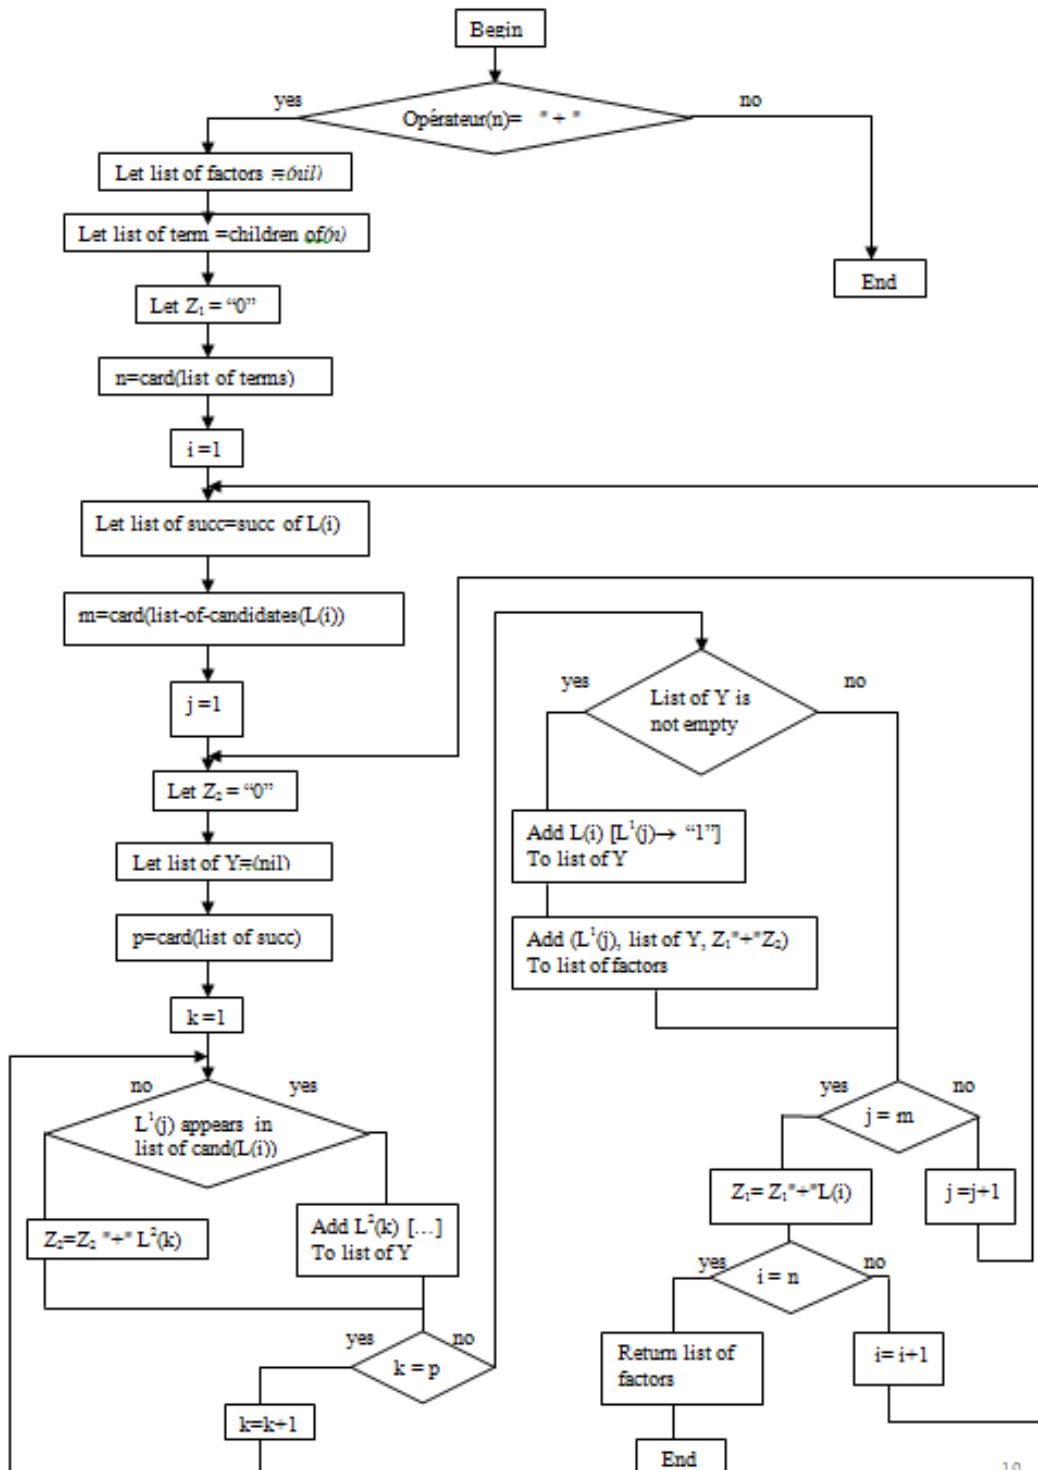 Begin
yes
no
Opérateur(n)= " + "
Let list of factors =(nil)
Let list of term =children of(n)
End
Let Z₁ = “0”
n=card(list of terms)
i =1
Let list of succ=succ of L(i)
m=card(list-of-candidates(L(i))
j =1
Let Z₂ = “0”
Let list of Y=(nil)
p=card(list of succ)
k =1
no
yes
L¹(j) appears in
list of cand(L(i))
Z₂=Z₂ "+" L²(k)
Add L²(k) […]
To list of Y
yes
no
k = p
k=k+1
yes
no
List of Y is
not empty
Add L(i) [L¹(j)→ “1”]
To list of Y
Add (L¹(j), list of Y, Z₁"+"Z₂)
To list of factors
yes
no
j = m
Z₁= Z₁"+"L(i)
j =j+1
yes
no
i = n
Return list of
factors
i= i+1
End